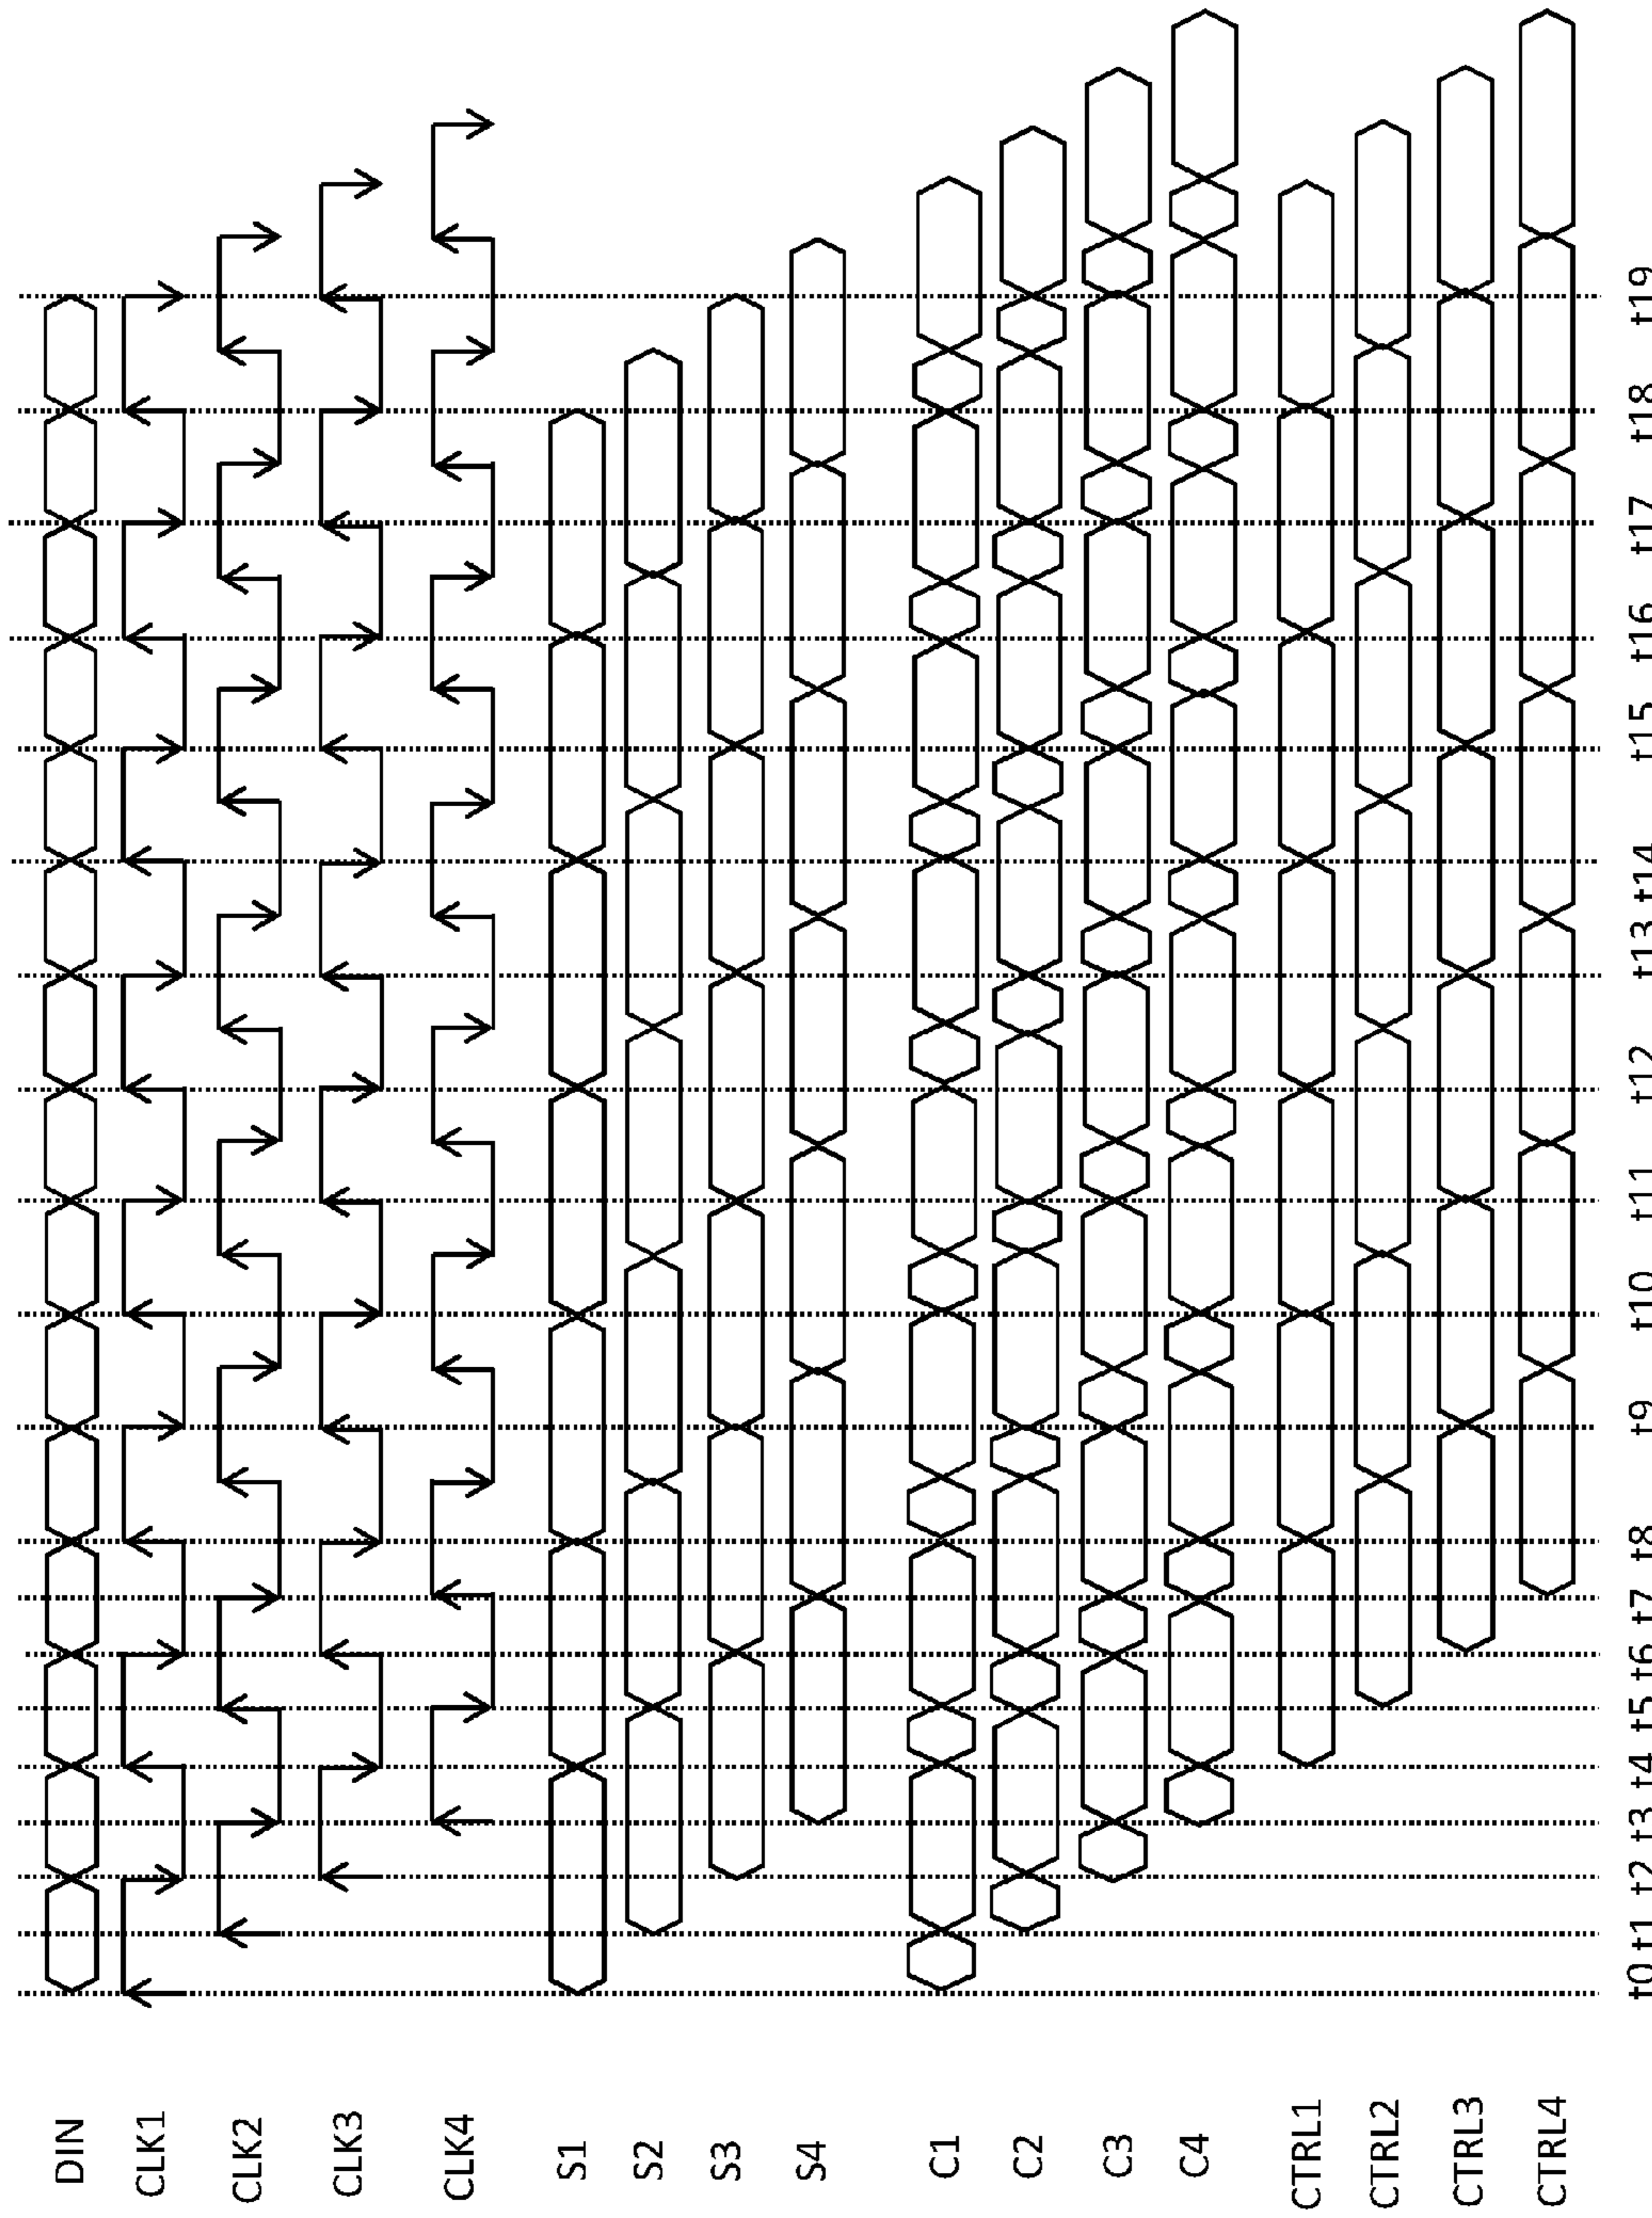 DIN
CLK1
CLK2
CLK3
CLK4
S1
S2
S3
S4
C1
C2
C3
C4
CTRL1
CTRL2
CTRL3
CTRL4
t0 t1 t2 t3 t4 t5 t6 t7 t8 t9 t10 t11 t12 t13 t14 t15 t16 t17 t18 t19